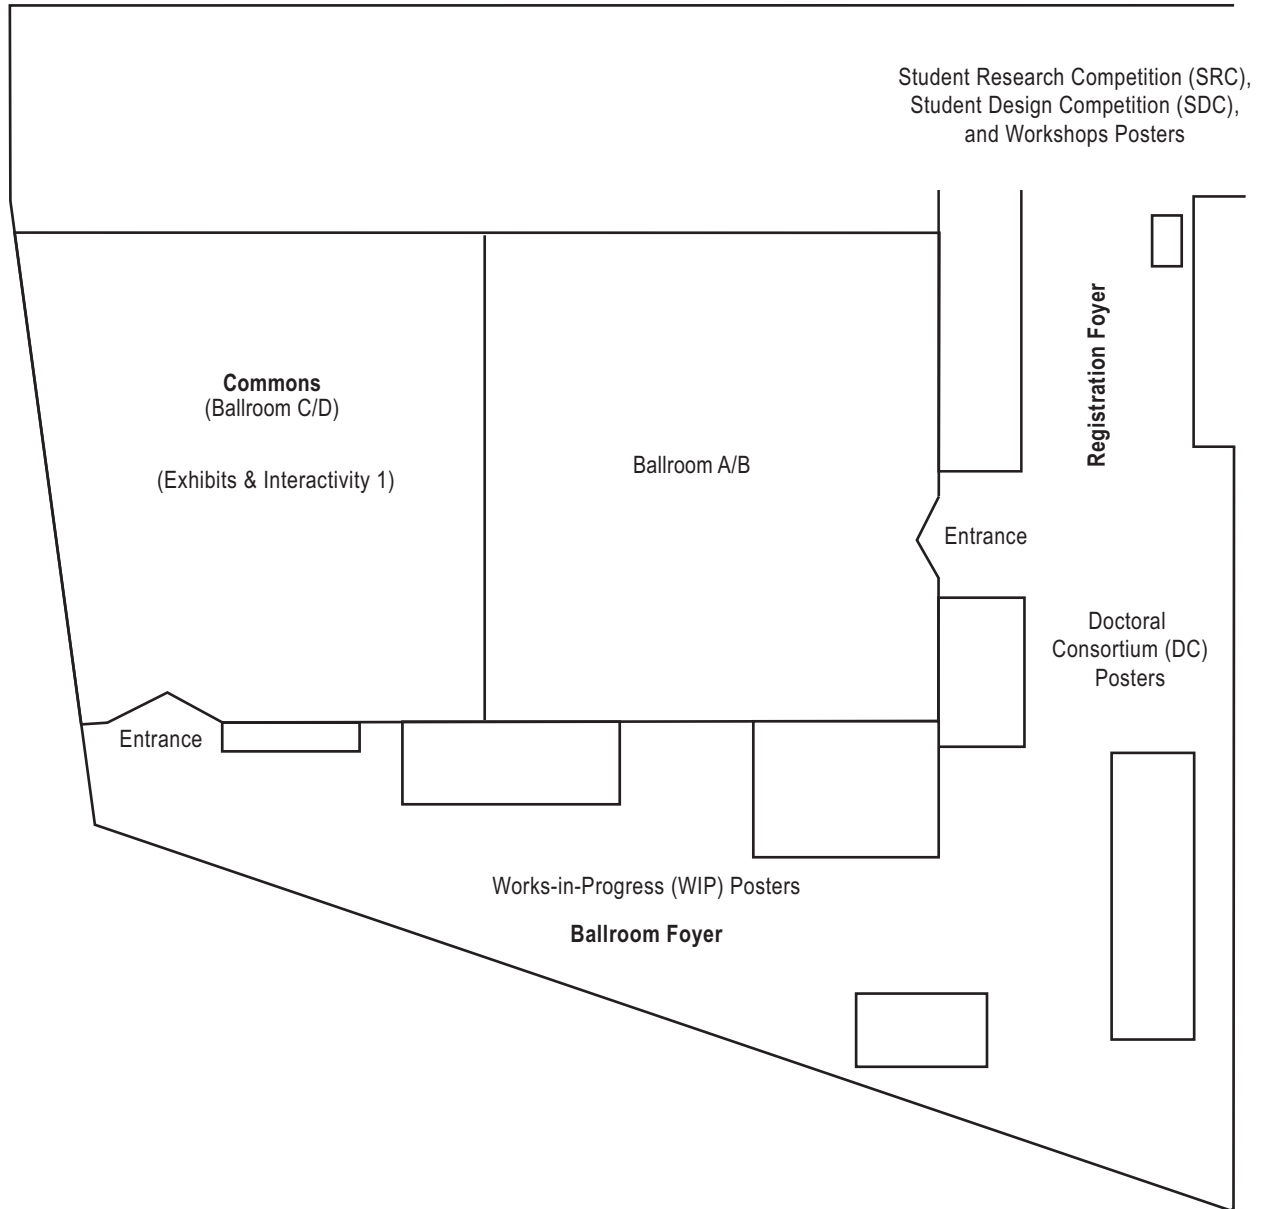 Student Research Competition (SRC),
Student Design Competition (SDC),
and Workshops Posters
Registration Foyer
Commons
(Ballroom C/D)
(Exhibits & Interactivity 1)
Ballroom A/B
Entrance
Doctoral
Consortium (DC)
Posters
Entrance
Works-in-Progress (WIP) Posters
Ballroom Foyer